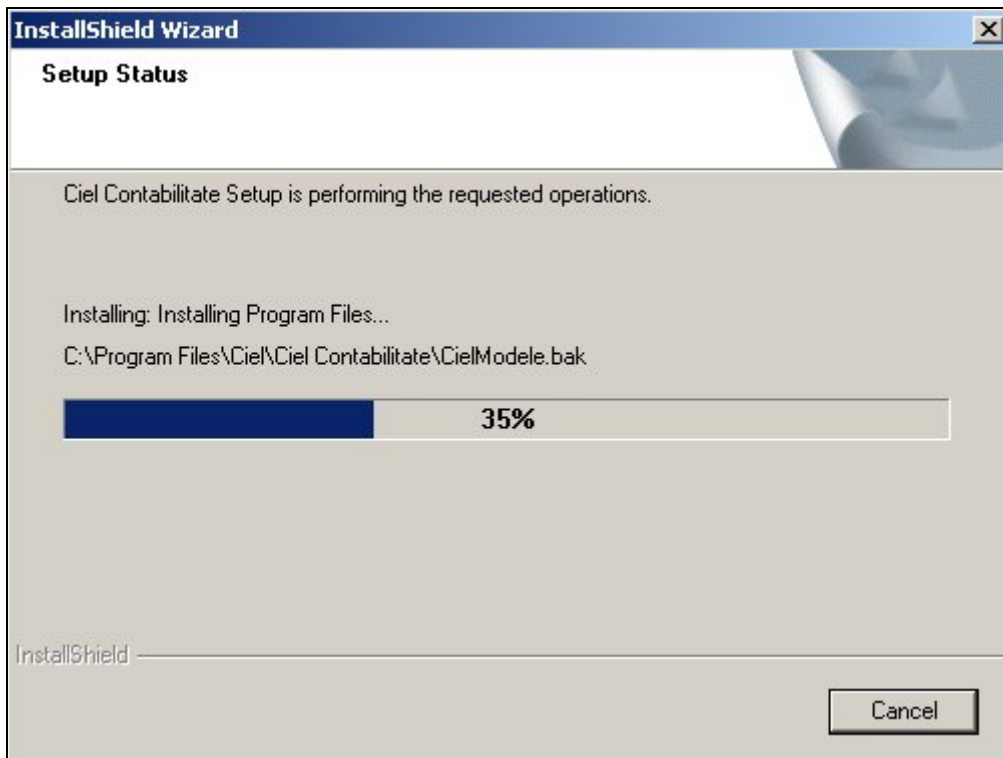 InstallShield Wizard
Setup Status
Ciel Contabilitate Setup is performing the requested operations.
Installing: Installing Program Files...
C:\Program Files\Ciel\Ciel Contabilitate\CielModele.bak
35%
InstallShield
Cancel